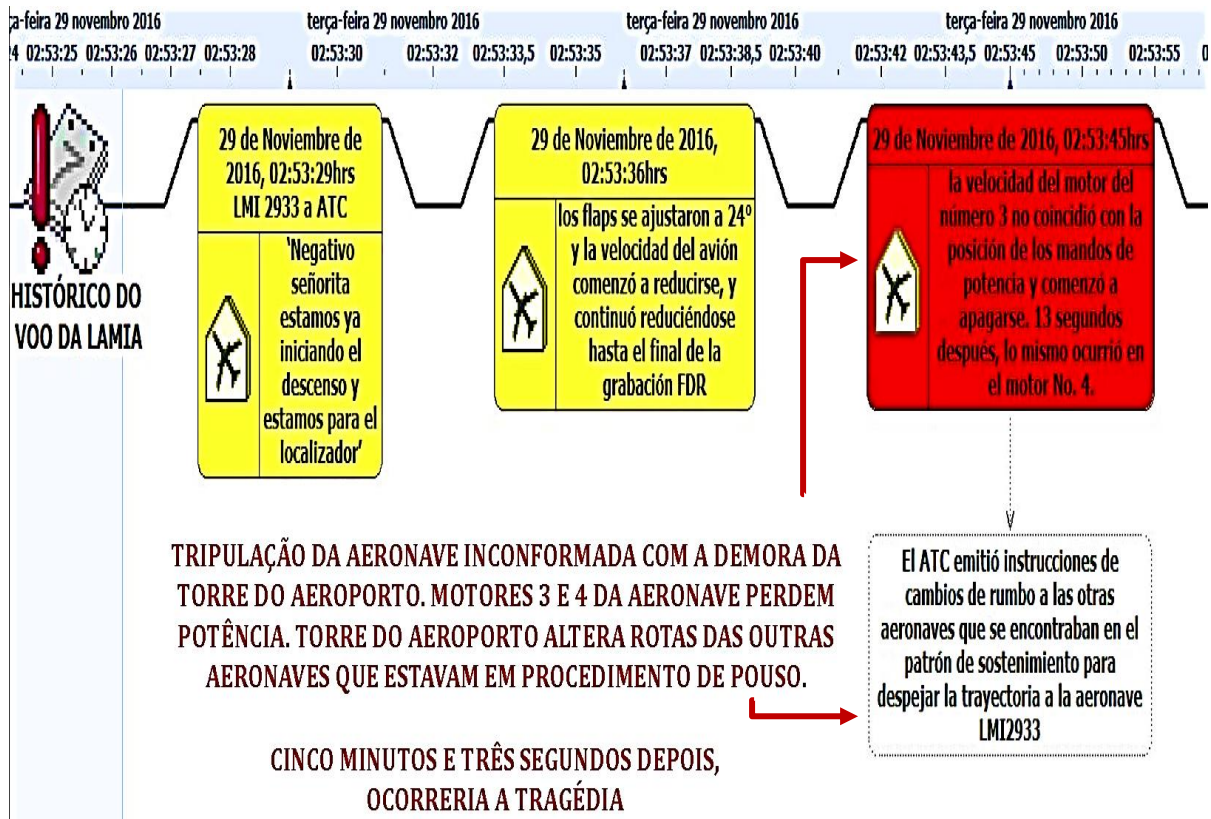 ça-feira 29 novembro 2016
terça-feira 29 novembro 2016
terça-feira 29 novembro 2016
terça-feira 29 novembro 2016
24 02:53:25 02:53:26 02:53:27 02:53:28 02:53:30 02:53:32 02:53:33,5 02:53:35 02:53:37 02:53:38,5 02:53:40 02:53:42 02:53:43,5 02:53:45 02:53:50 02:53:55 0
HISTÓRICO DO
VOO DA LAMIA
29 de Noviembre de
2016, 02:53:29hrs
LMI 2933 a ATC
'Negativo
señorita
estamos ya
iniciando el
descenso y
estamos para el
localizador'
29 de Noviembre de 2016,
02:53:36hrs
los flaps se ajustaron a 24º
y la velocidad del avión
comenzó a reducirse, y
continuó reduciéndose
hasta el final de la
grabación FDR
29 de Noviembre de 2016, 02:53:45hrs
la velocidad del motor del
número 3 no coincidió con la
posición de los mandos de
potencia y comenzó a
apagarse. 13 segundos
después, lo mismo ocurrió en
el motor No. 4.
TRIPULAÇÃO DA AERONAVE INCONFORMADA COM A DEMORA DA
TORRE DO AEROPORTO. MOTORES 3 E 4 DA AERONAVE PERDEM
POTÊNCIA. TORRE DO AEROPORTO ALTERA ROTAS DAS OUTRAS
AERONAVES QUE ESTAVAM EM PROCEDIMENTO DE POUSO.
El ATC emitió instrucciones de
cambios de rumbo a las otras
aeronaves que se encontraban en el
patrón de sostenimiento para
despejar la trayectoria a la aeronave
LMI2933
CINCO MINUTOS E TRÊS SEGUNDOS DEPOIS,
OCORRERIA A TRAGÉDIA